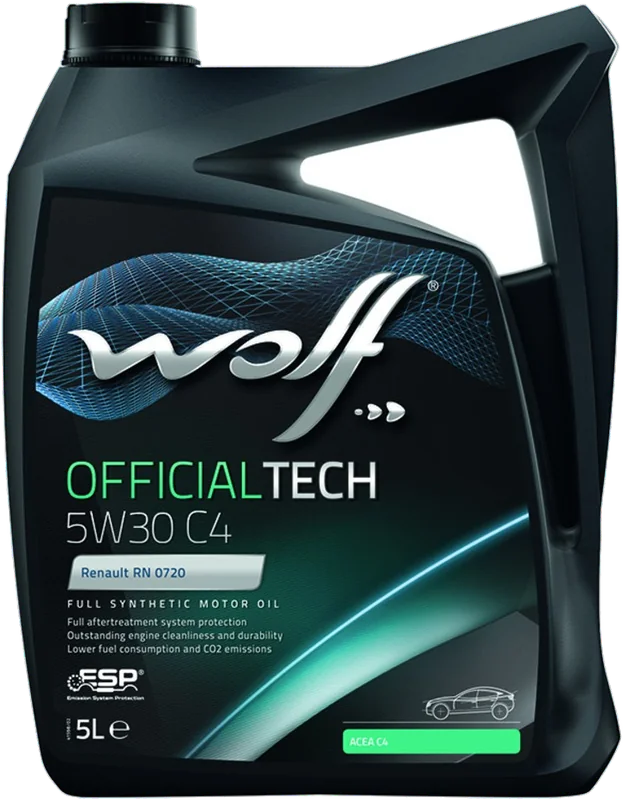 wolf®
OFFICIALTECH
5W30 C4
Renault RN 0720
FULL SYNTHETIC MOTOR OIL
Full aftertreatment system protection
Outstanding engine cleanliness and durability
Lower fuel consumption and CO2 emissions
ESP®
Emission System Protection
5L e
ACEA C4